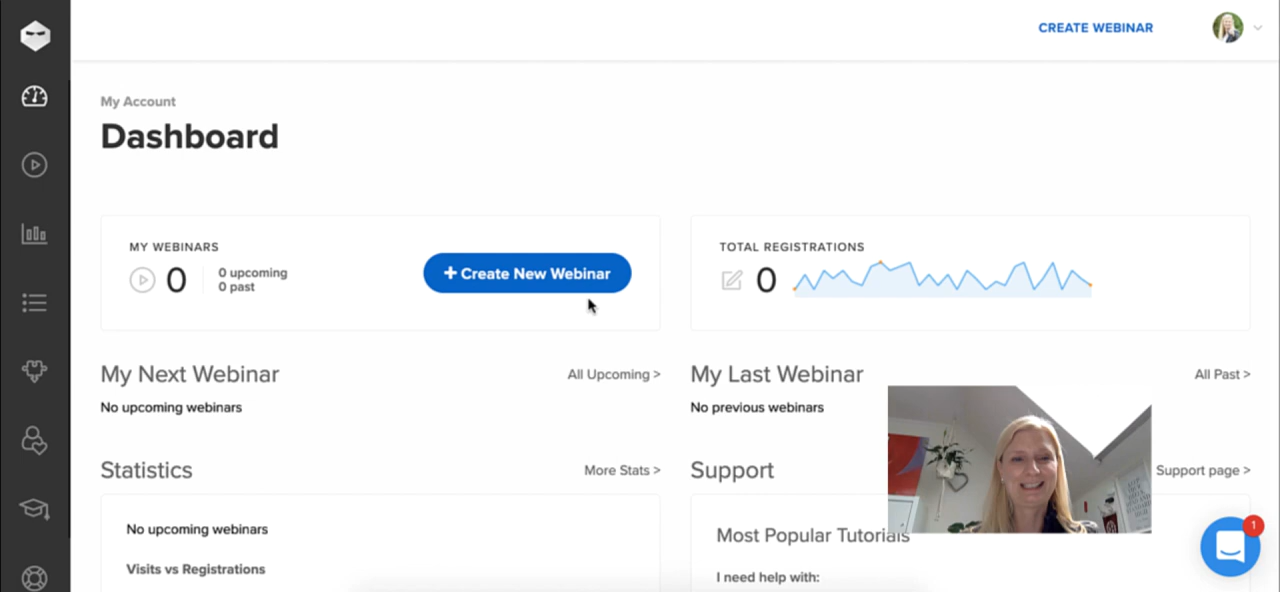 CREATE WEBINAR
My Account
Dashboard
MY WEBINARS
0
0 upcoming
0 past
+ Create New Webinar
TOTAL REGISTRATIONS
0
My Next Webinar
All Upcoming >
No upcoming webinars
My Last Webinar
All Past >
No previous webinars
Statistics
More Stats >
No upcoming webinars
Visits vs Registrations
Support
Support page >
Most Popular Tutorials
I need help with:
1